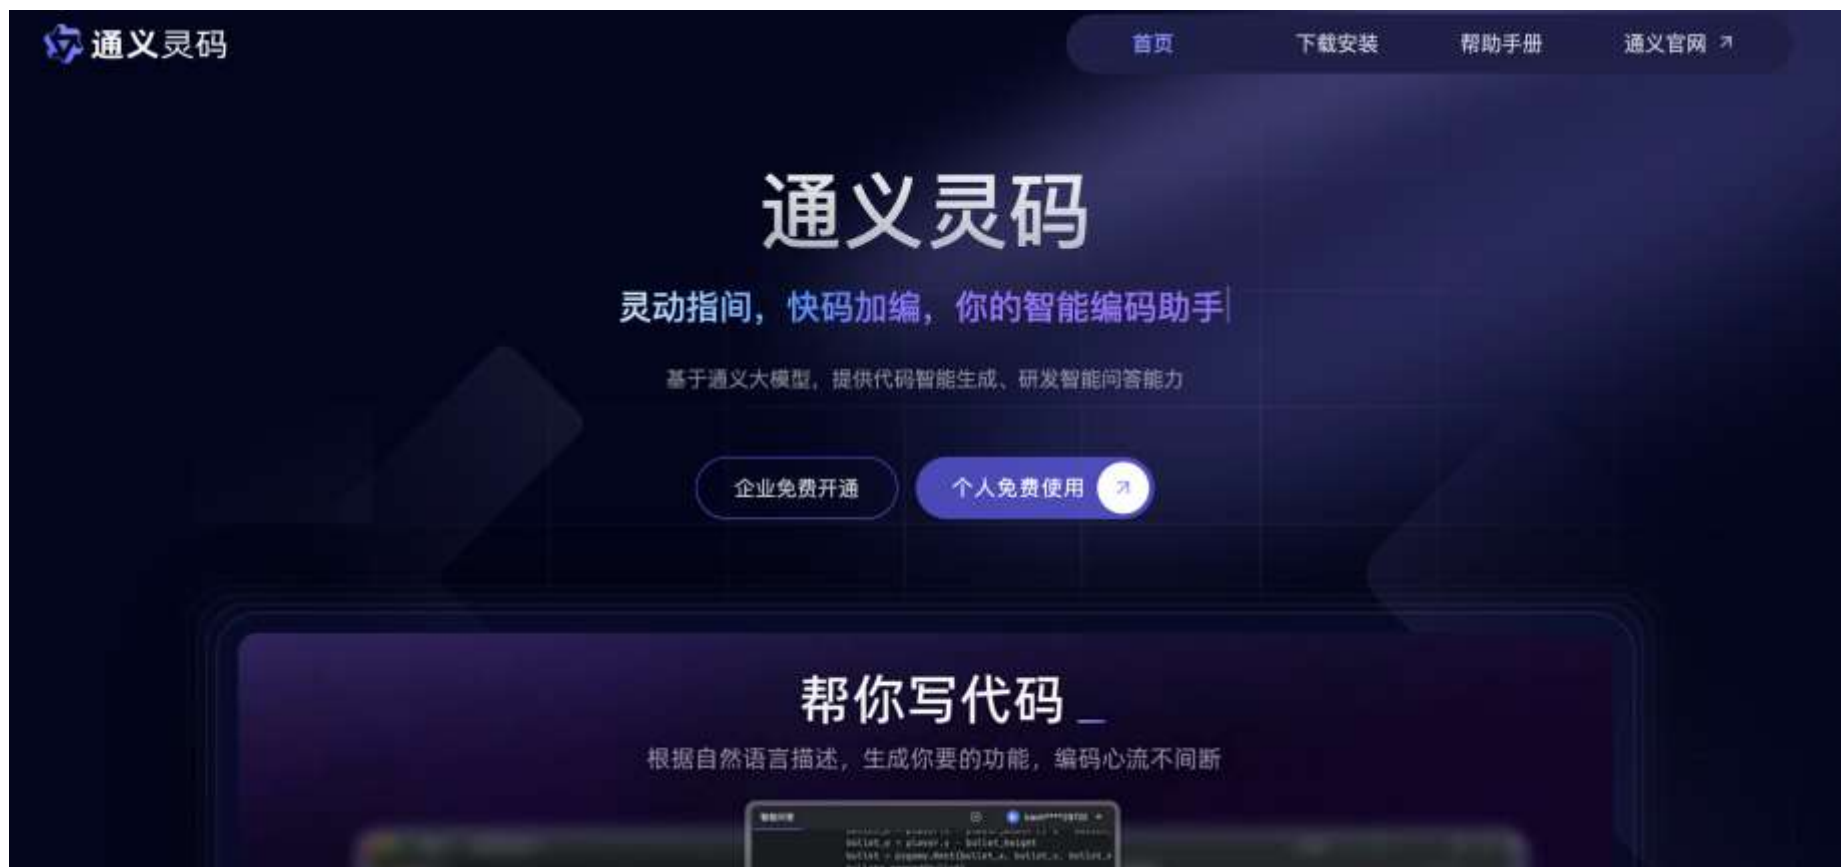 通义灵码
首页 下载安装 帮助手册 通义官网
通义灵码
灵动指间，快码加编，你的智能编码助手
基于通义大模型，提供代码智能生成、研发智能问答能力
企业免费开通 个人免费使用
帮你写代码_
根据自然语言描述，生成你要的功能，编码心流不间断
bullet_y = player.y - bullet_height